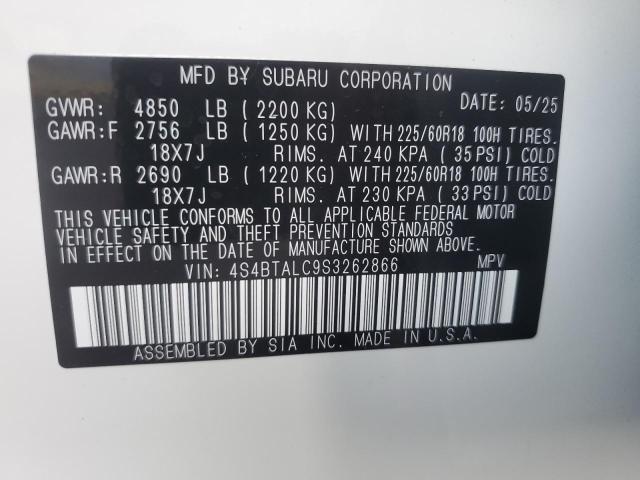 MFD BY SUBARU CORPORATION
GVWR: 4850 LB (2200 KG) DATE: 05/25
GAWR:F 2756 LB (1250 KG) WITH 225/60R18 100H TIRES.
18X7J RIMS. AT 240 KPA (35 PSI) COLD
GAWR:R 2690 LB (1220 KG) WITH 225/60R18 100H TIRES.
18X7J RIMS. AT 230 KPA (33 PSI) COLD
THIS VEHICLE CONFORMS TO ALL APPLICABLE FEDERAL MOTOR
VEHICLE SAFETY AND THEFT PREVENTION STANDARDS IN EFFECT
ON THE DATE OF MANUFACTURE SHOWN ABOVE.
VIN: 4S4BTALC9S3262866 MPV
ASSEMBLED BY SIA INC. MADE IN U.S.A.